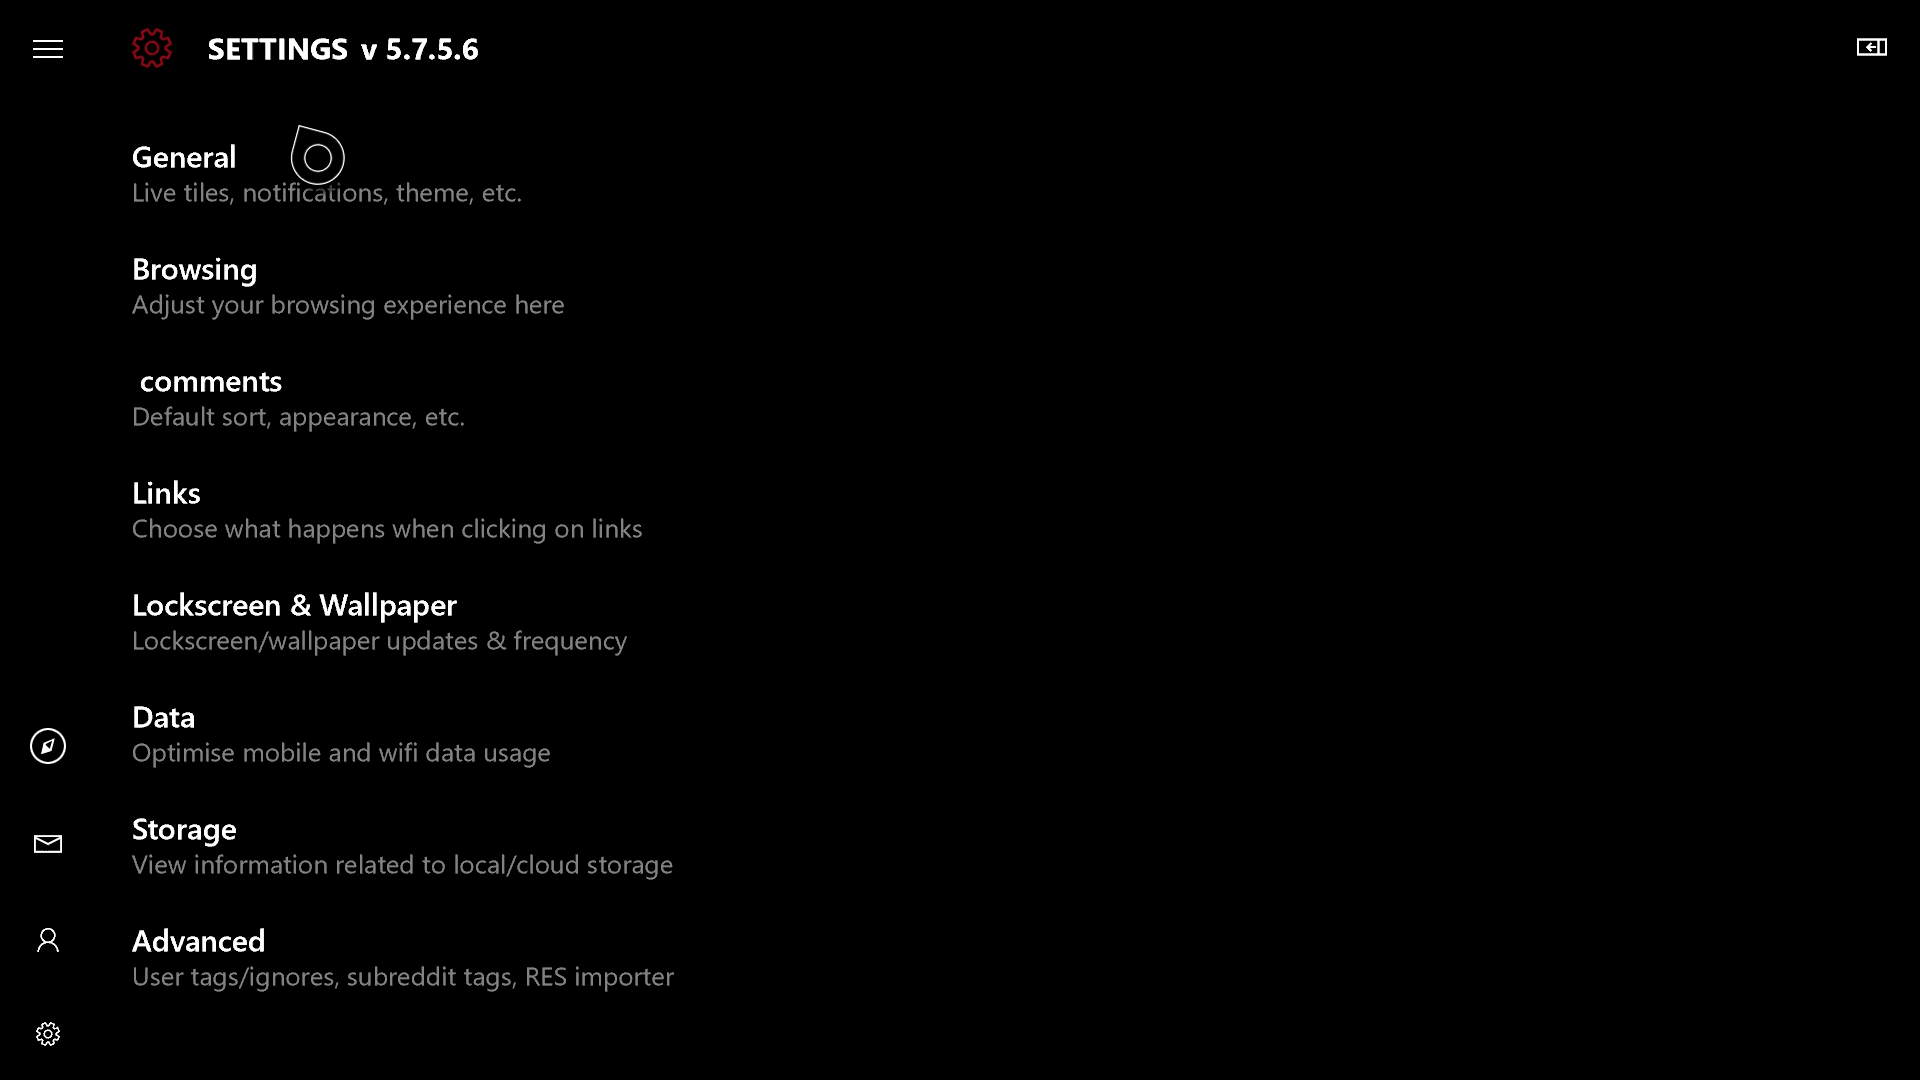 SETTINGS v 5.7.5.6
General
Live tiles, notifications, theme, etc.
Browsing
Adjust your browsing experience here
comments
Default sort, appearance, etc.
Links
Choose what happens when clicking on links
Lockscreen & Wallpaper
Lockscreen/wallpaper updates & frequency
Data
Optimise mobile and wifi data usage
Storage
View information related to local/cloud storage
Advanced
User tags/ignores, subreddit tags, RES importer